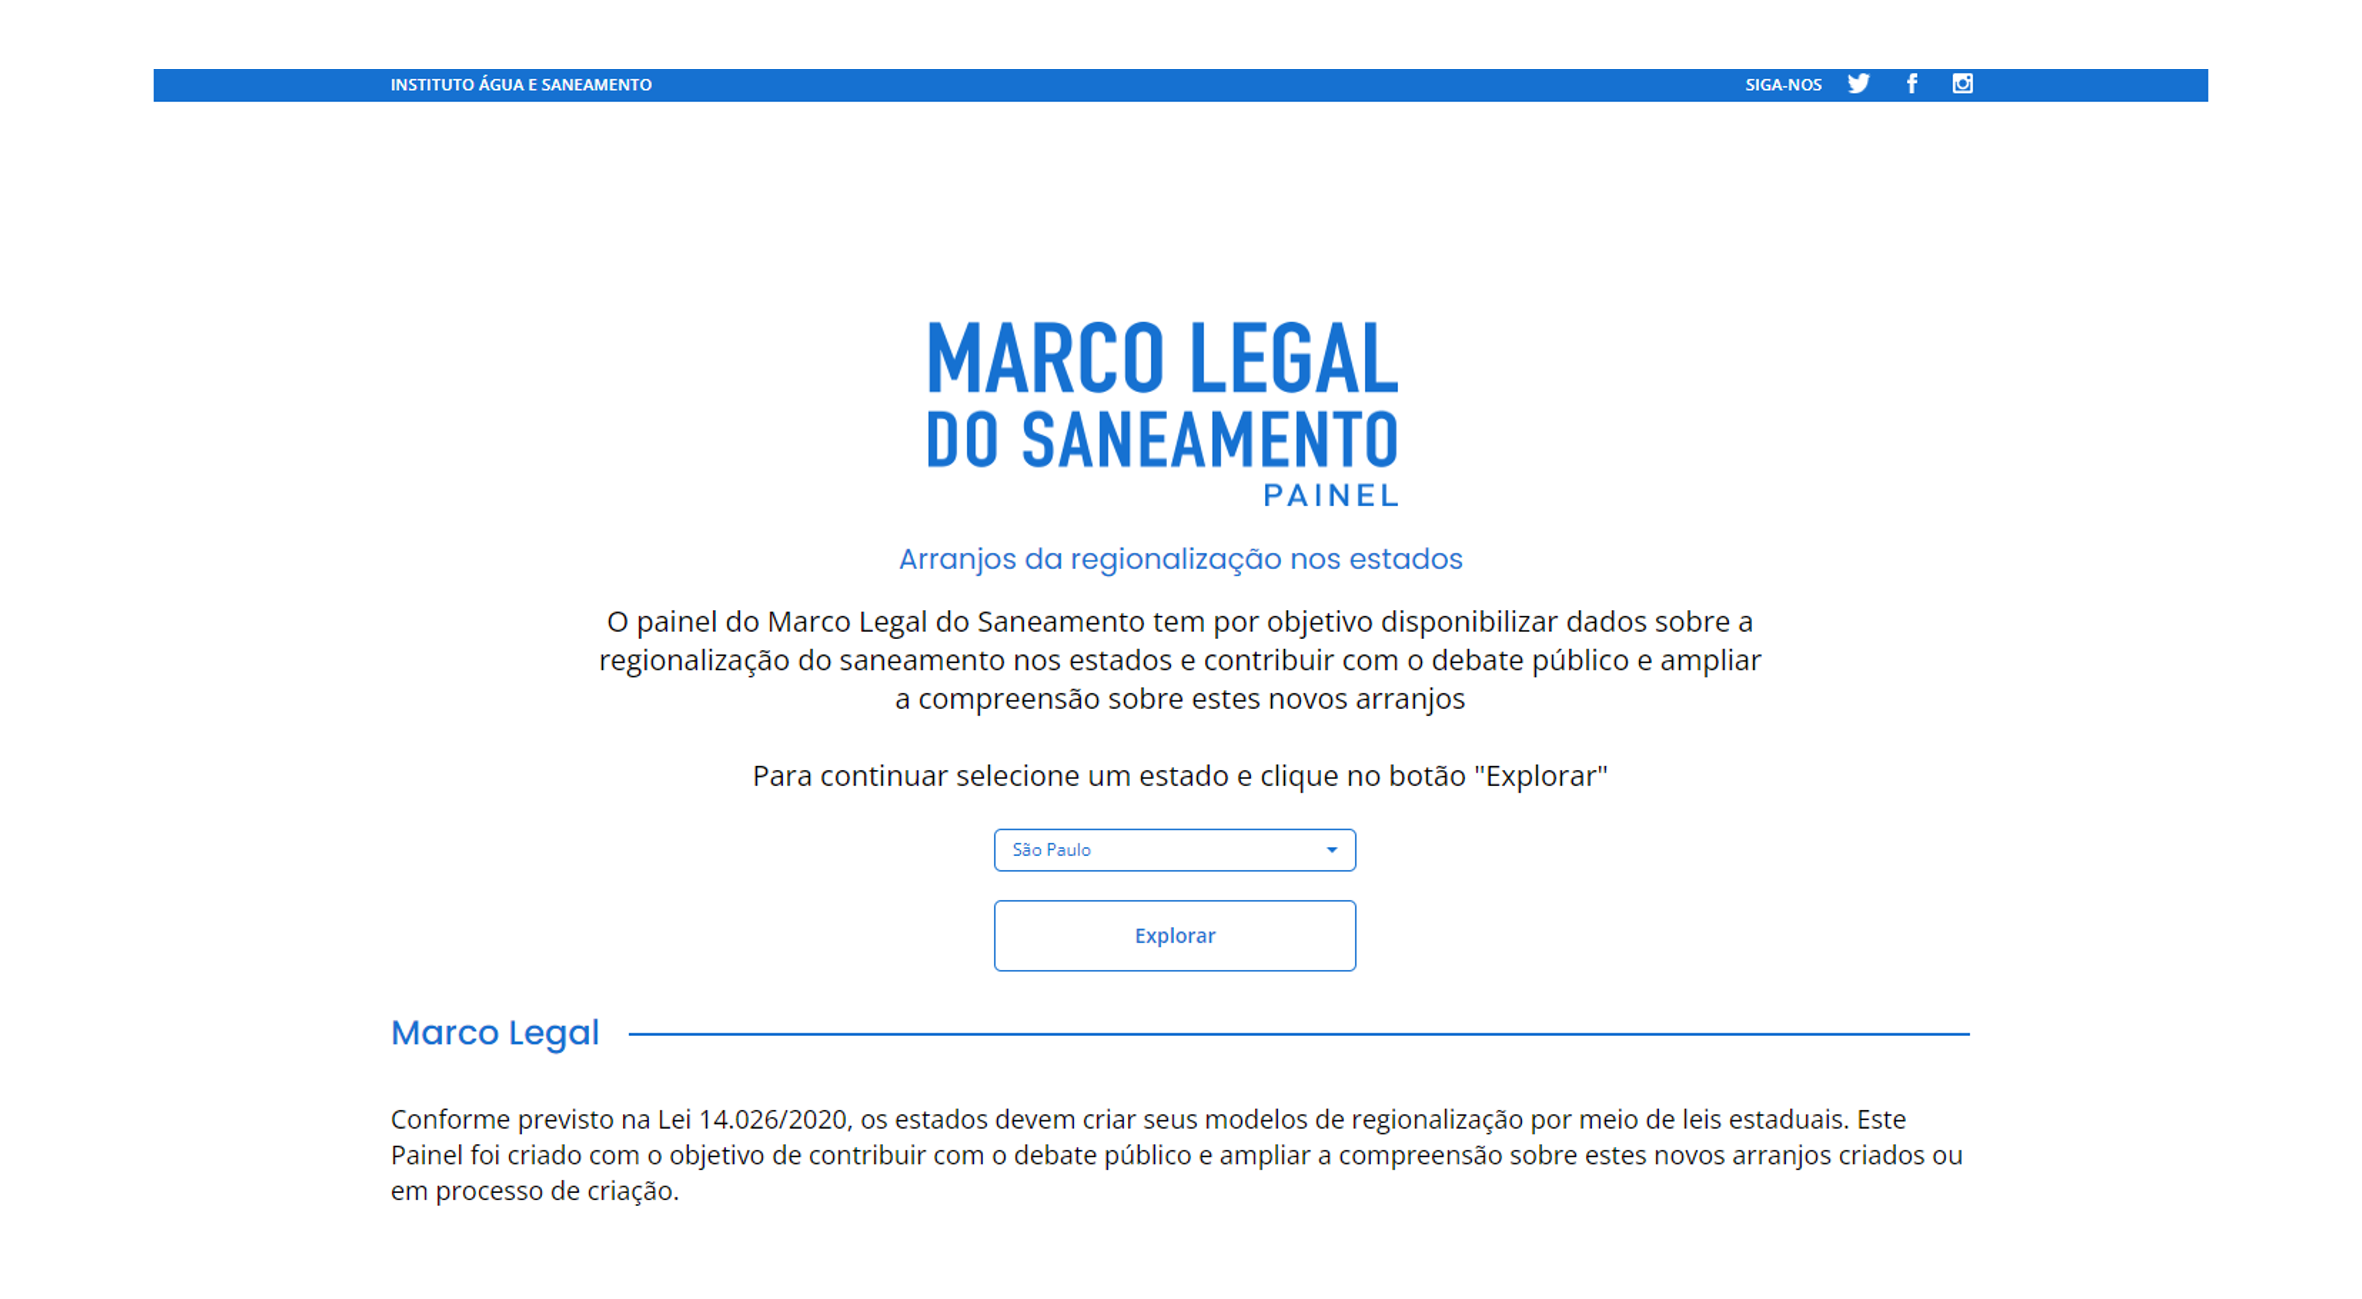 INSTITUTO ÁGUA E SANEAMENTO
SIGA-NOS
MARCO LEGAL
DO SANEAMENTO
PAINEL
Arranjos da regionalização nos estados
O painel do Marco Legal do Saneamento tem por objetivo disponibilizar dados sobre a
regionalização do saneamento nos estados e contribuir com o debate público e ampliar
a compreensão sobre estes novos arranjos
Para continuar selecione um estado e clique no botão "Explorar"
São Paulo
Explorar
Marco Legal
Conforme previsto na Lei 14.026/2020, os estados devem criar seus modelos de regionalização por meio de leis estaduais. Este
Painel foi criado com o objetivo de contribuir com o debate público e ampliar a compreensão sobre estes novos arranjos criados ou
em processo de criação.